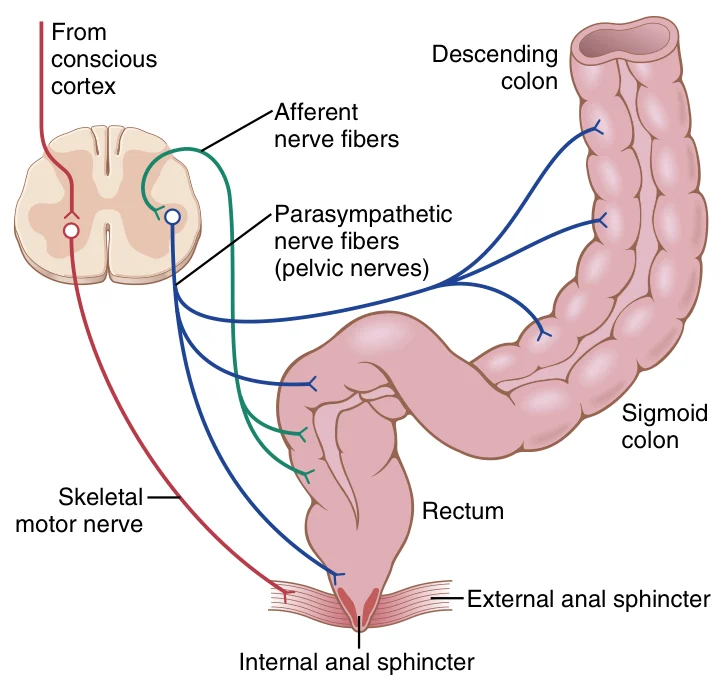 From
conscious
cortex
Descending
colon
Afferent
nerve fibers
Parasympathetic
nerve fibers
(pelvic nerves)
Sigmoid
colon
Skeletal
motor nerve
Rectum
External anal sphincter
Internal anal sphincter